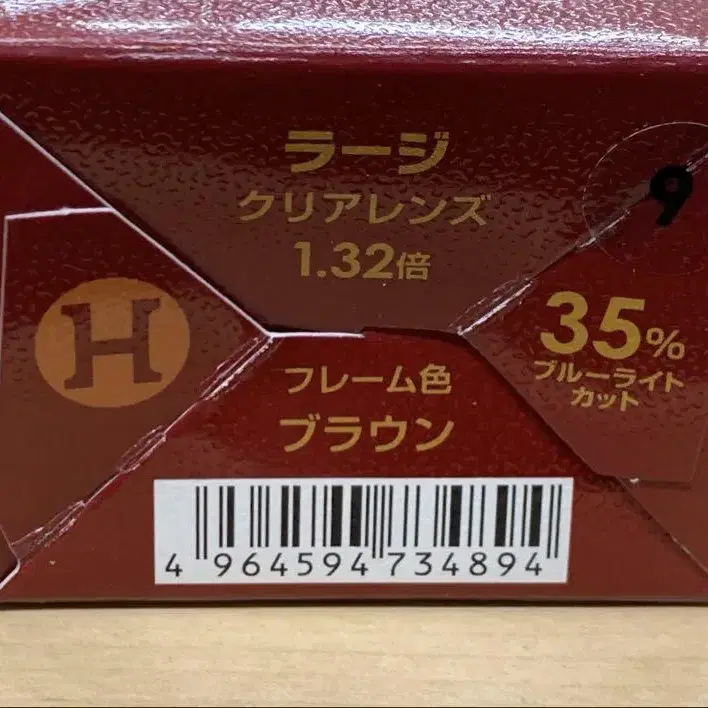 ラージ
クリアレンズ
1.32倍
9
H
35%
ブルーライト
カット
フレーム色
ブラウン
4 964594 734894